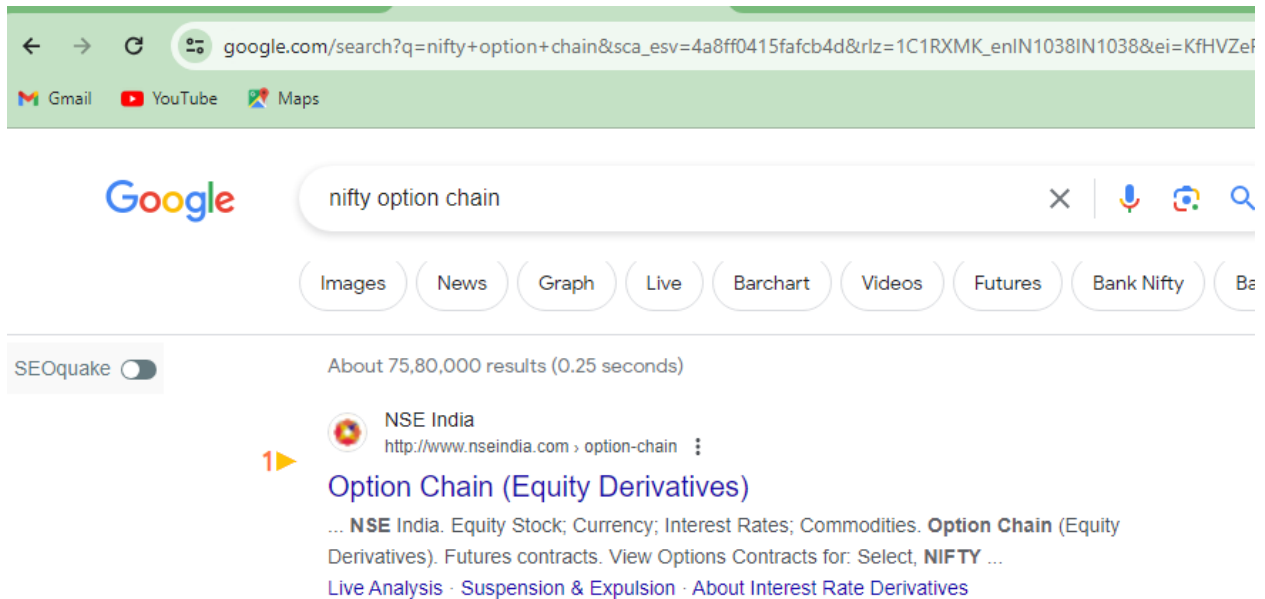 google.com/search?q=nifty+option+chain&sca_esv=4a8ff0415fafcb4d&rlz=1C1RXMK_enIN1038IN1038&ei=KfHVZeF
Gmail YouTube Maps
Google nifty option chain
Images News Graph Live Barchart Videos Futures Bank Nifty Ba
SEOquake About 75,80,000 results (0.25 seconds)
NSE India
http://www.nseindia.com › option-chain
1
Option Chain (Equity Derivatives)
... NSE India. Equity Stock; Currency; Interest Rates; Commodities. Option Chain (Equity
Derivatives). Futures contracts. View Options Contracts for: Select, NIFTY ...
Live Analysis · Suspension & Expulsion · About Interest Rate Derivatives